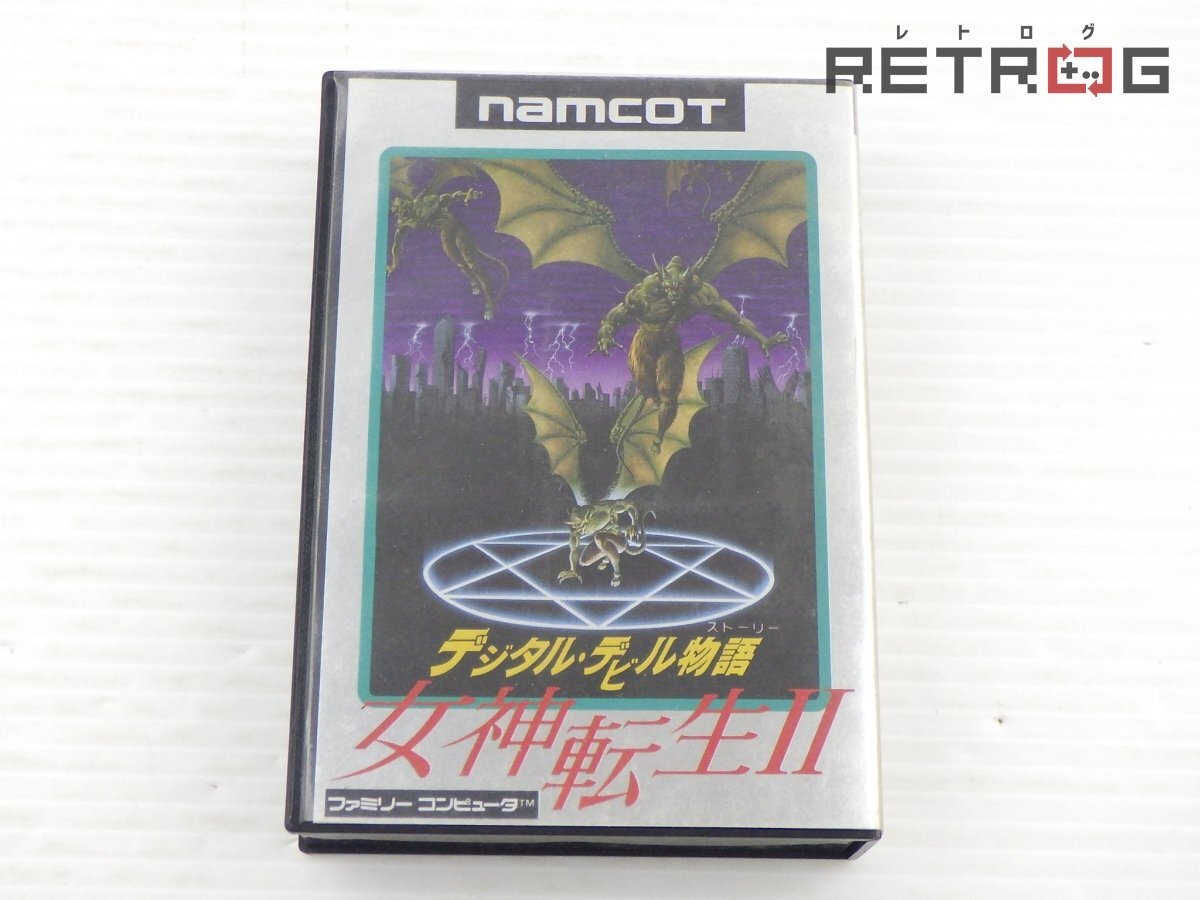 レトログ
RETROG
namcot
ストーリー
デジタル・デビル物語
女神転生II
ファミリー コンピュータ™